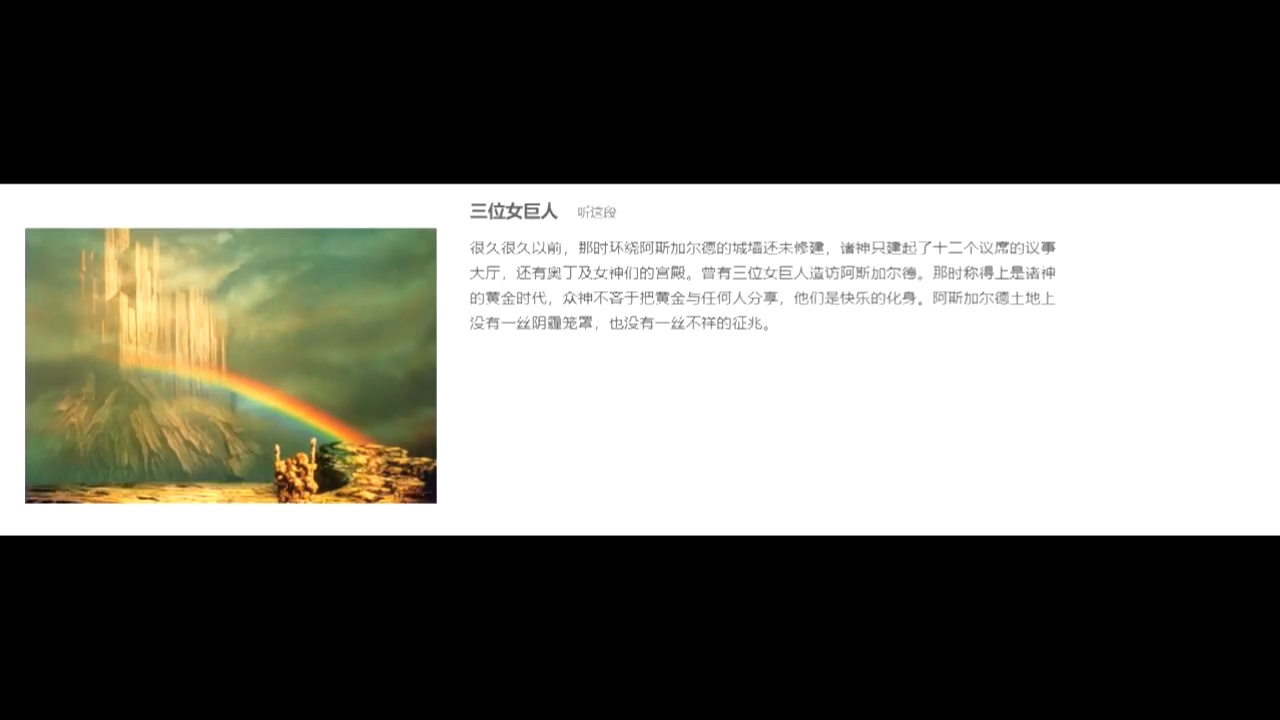 三位女巨人 听这段
很久很久以前，那时环绕阿斯加尔德的城墙还未修建，诸神只建起了十二个议席的议事
大厅，还有奥丁及女神们的宫殿。曾有三位女巨人造访阿斯加尔德。那时称得上是诸神
的黄金时代，众神不吝于把黄金与任何人分享，他们是快乐的化身。阿斯加尔德土地上
没有一丝阴霾笼罩，也没有一丝不祥的征兆。